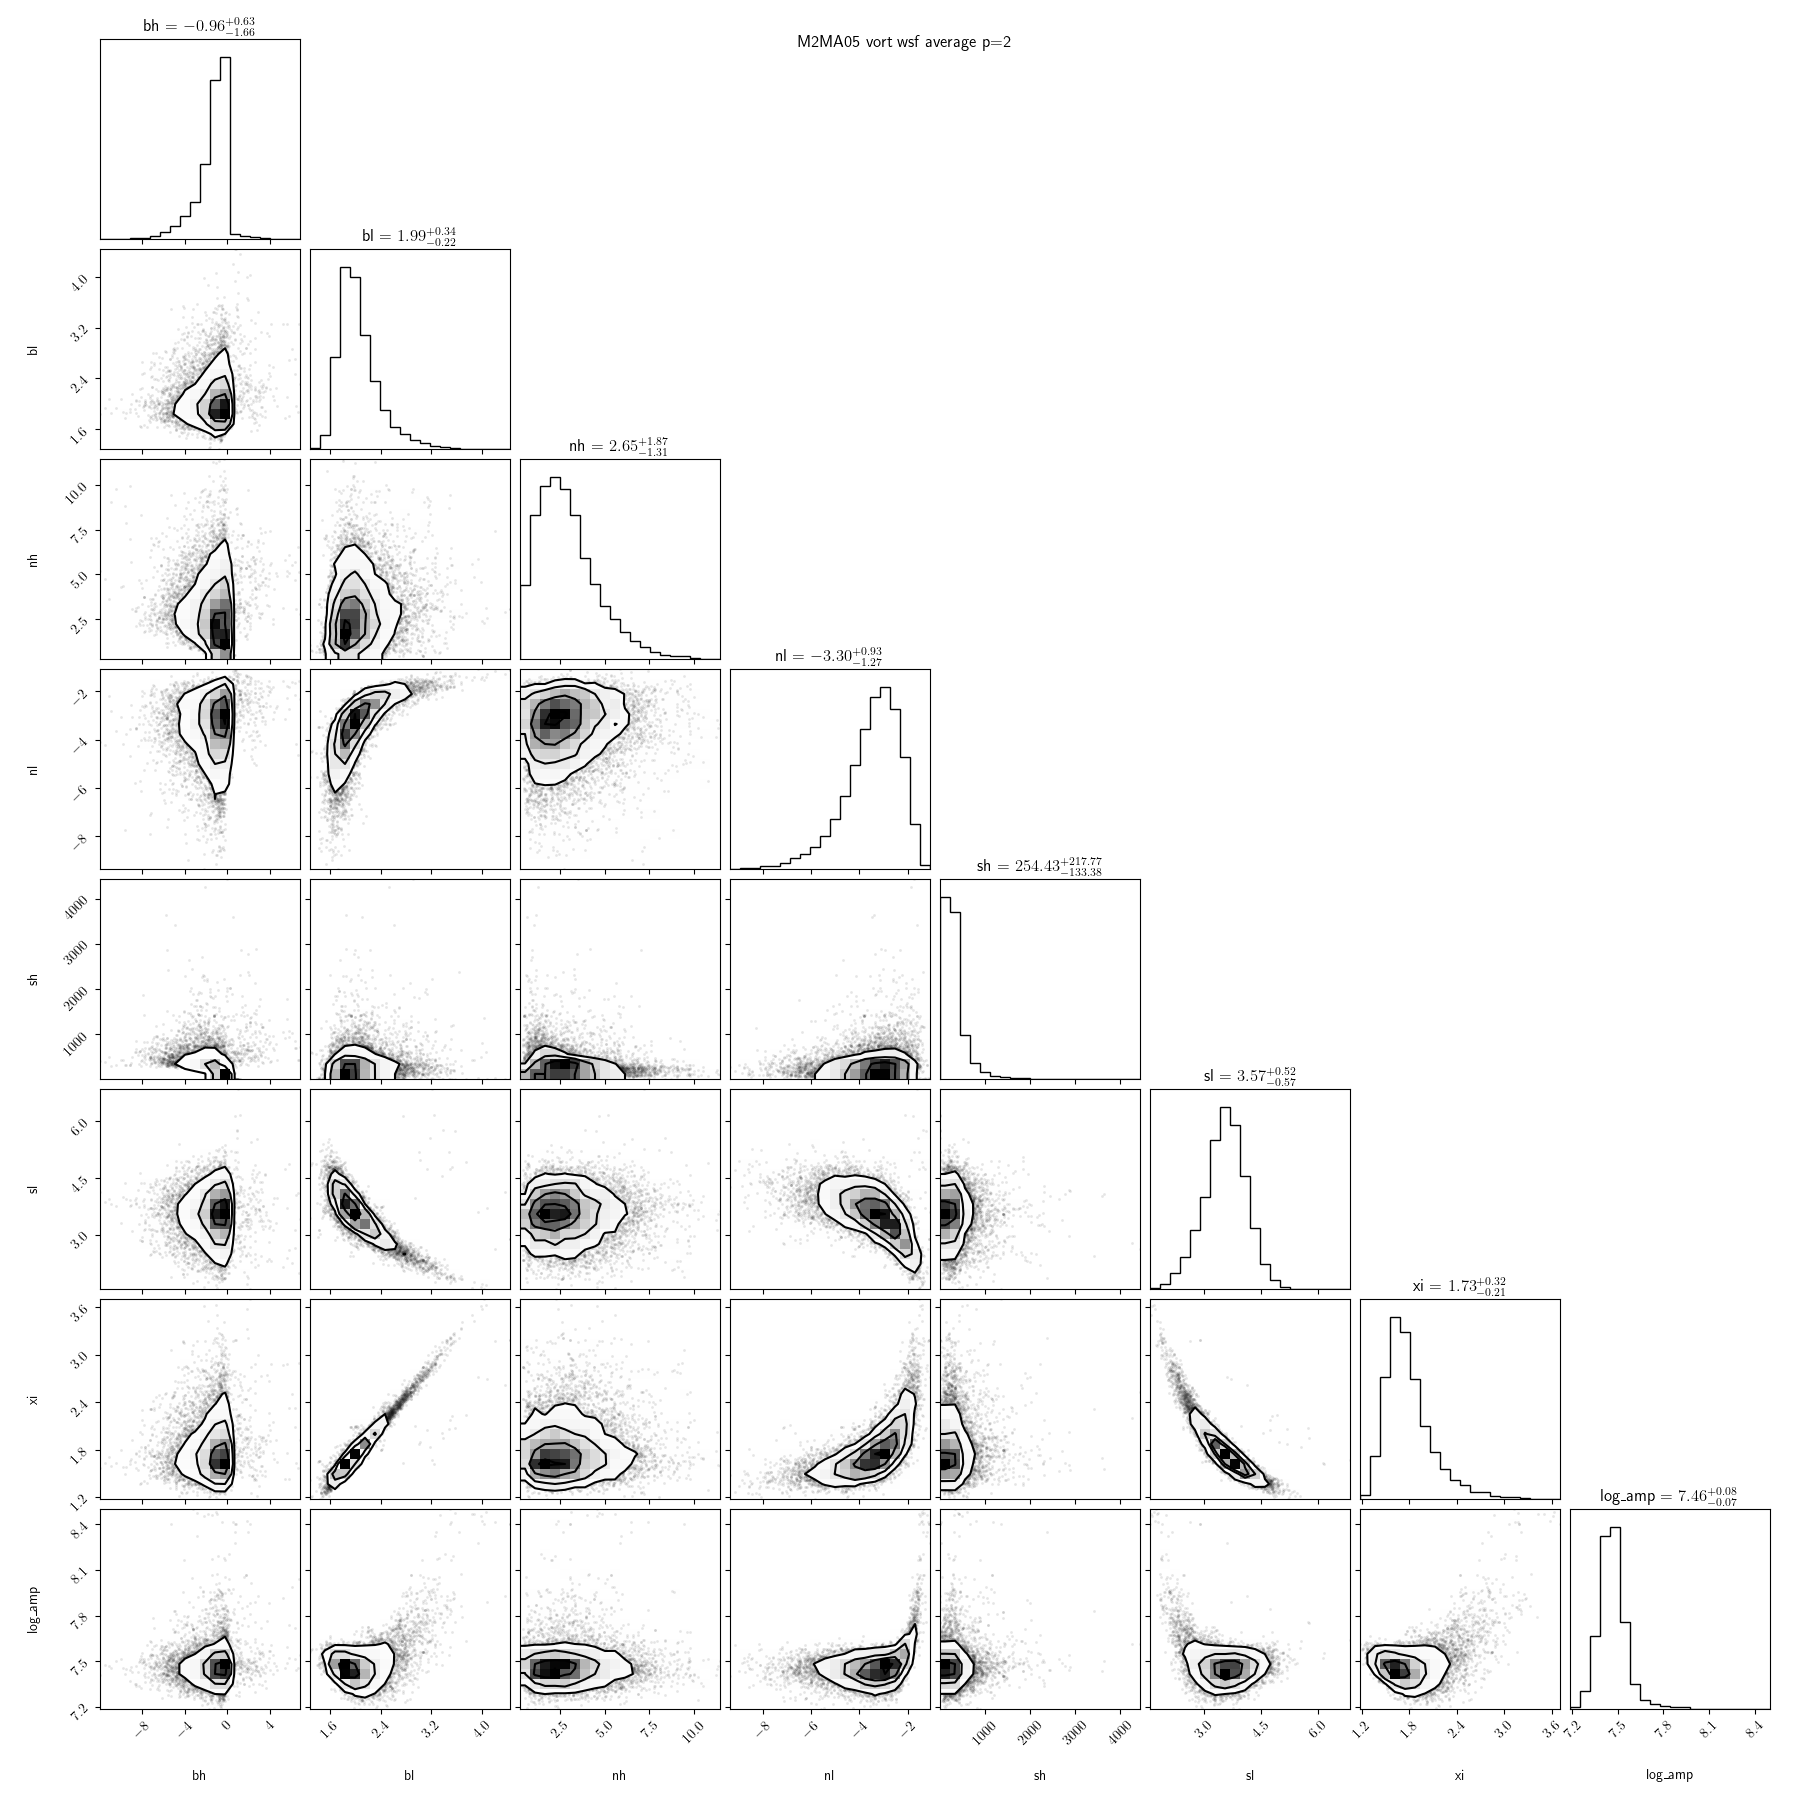 M2MA05 vort wsf average p=2
bh = −0.96 +0.63 −1.66
bl = 1.99 +0.34 −0.22
4.0
3.2
2.4
1.6
bl
nh = 2.65 +1.87 −1.31
10.0
7.5
5.0
2.5
nh
nl = −3.30 +0.93 −1.27
−2
−4
−6
−8
nl
sh = 254.43 +217.77 −133.38
4000
3000
2000
1000
sh
sl = 3.57 +0.52 −0.57
6.0
4.5
3.0
sl
xi = 1.73 +0.32 −0.21
3.6
3.0
2.4
1.8
1.2
xi
log_amp = 7.46 +0.08 −0.07
8.4
8.1
7.8
7.5
7.2
log_amp
−8 −4 0 4 1.6 2.4 3.2 4.0 2.5 5.0 7.5 10.0 −8 −6 −4 −2 1000 2000 3000 4000 3.0 4.5 6.0 1.2 1.8 2.4 3.0 3.6 7.2 7.5 7.8 8.1 8.4
bh bl nh nl sh sl xi log_amp